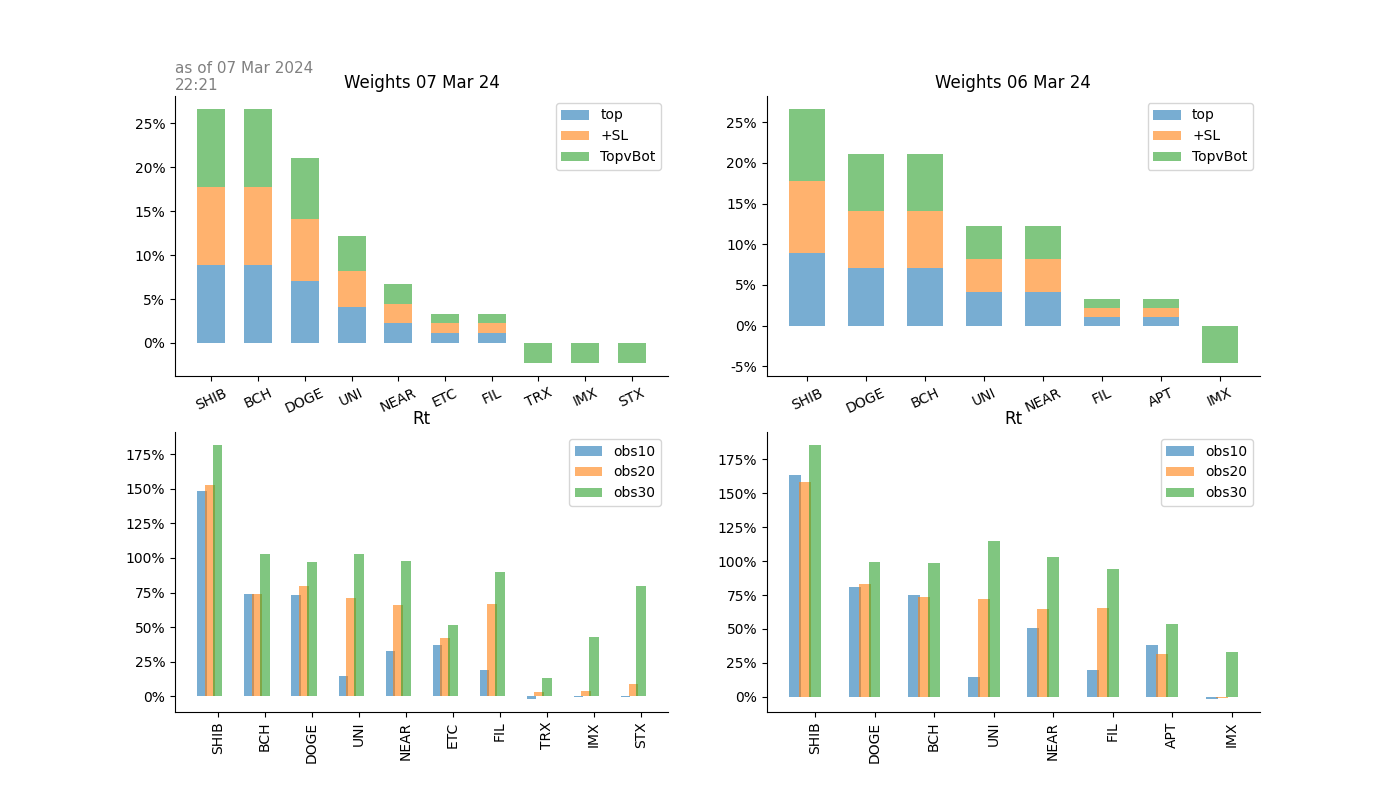 as of 07 Mar 2024
22:21
Weights 07 Mar 24
25%
20%
15%
10%
5%
0%
top
+SL
TopvBot
SHIB
BCH
DOGE
UNI
NEAR
ETC
FIL
TRX
IMX
STX
Weights 06 Mar 24
25%
20%
15%
10%
5%
0%
-5%
top
+SL
TopvBot
SHIB
DOGE
BCH
UNI
NEAR
FIL
APT
IMX
Rt
175%
150%
125%
100%
75%
50%
25%
0%
obs10
obs20
obs30
SHIB
BCH
DOGE
UNI
NEAR
ETC
FIL
TRX
IMX
STX
Rt
175%
150%
125%
100%
75%
50%
25%
0%
obs10
obs20
obs30
SHIB
DOGE
BCH
UNI
NEAR
FIL
APT
IMX